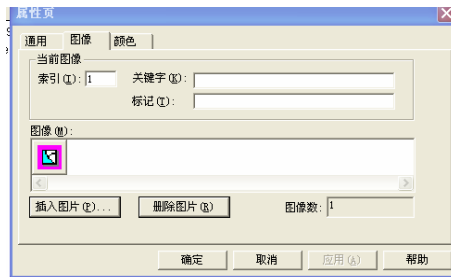 属性页
通用 图像 颜色
当前图像
索引(I): 1 关键字(K):
标记(T):
图像(M):
插入图片(P)... 删除图片(R) 图像数: 1
确定 取消 应用(A) 帮助